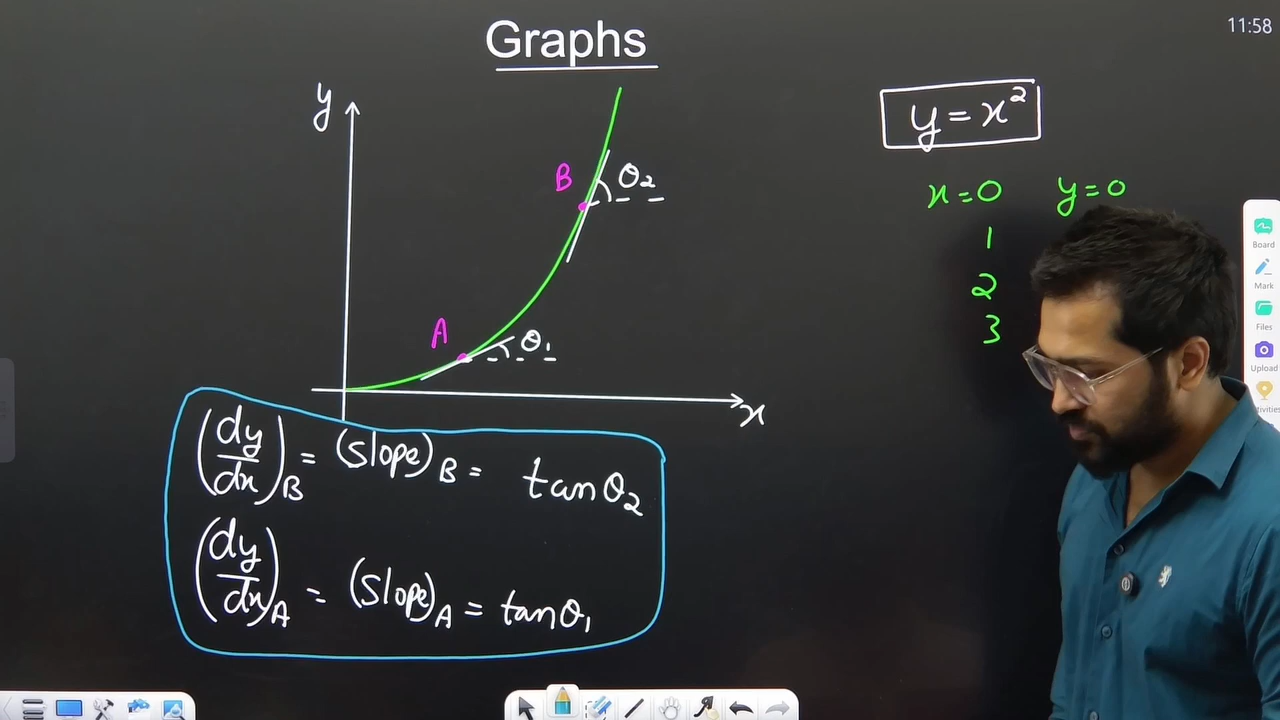 11:58
Graphs
y
y = x²
B
θ₂
x = 0 y = 0
1
2
3
A
θ₁
x
(dy/dx)B = (slope)B = tanθ₂
(dy/dx)A = (slope)A = tanθ₁
Board
Mark
Files
Upload